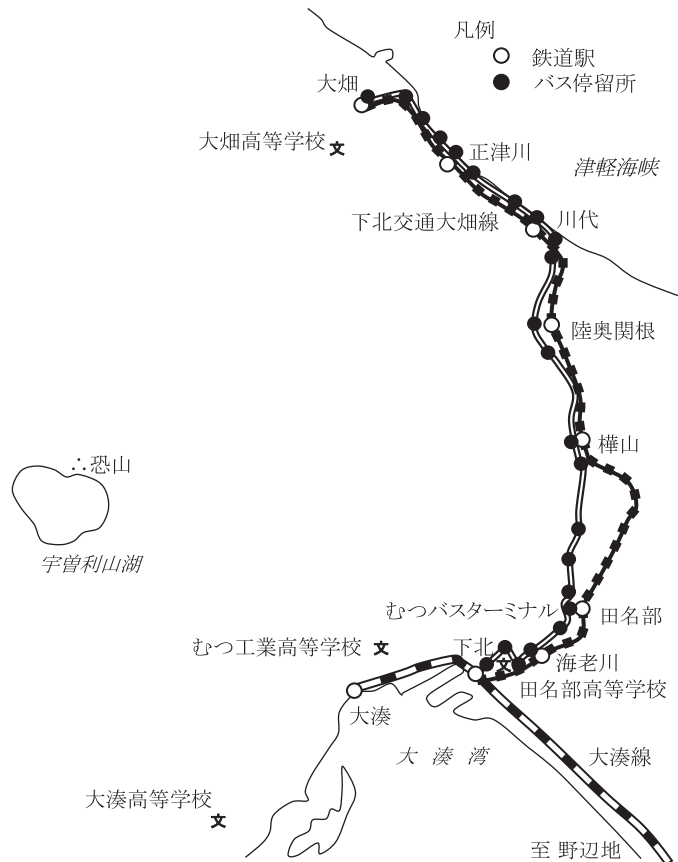 凡例
鉄道駅
バス停留所
大畑
大畑高等学校
文
正津川
津軽海峡
下北交通大畑線
川代
陸奥関根
樺山
恐山
宇曽利山湖
むつバスターミナル
田名部
むつ工業高等学校
文
下北
文
海老川
田名部高等学校
大湊
大湊湾
大湊線
大湊高等学校
文
至 野辺地